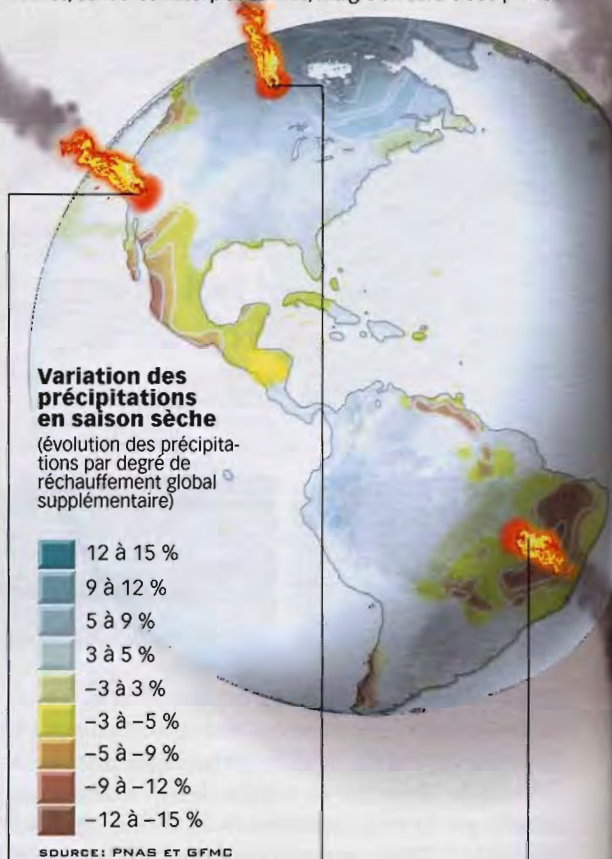 Variation des
précipitations
en saison sèche
(évolution des précipita-
tions par degré de
réchauffement global
supplémentaire)
12 à 15 %
9 à 12 %
5 à 9 %
3 à 5 %
–3 à 3 %
–3 à –5 %
–5 à –9 %
–9 à –12 %
–12 à –15 %
SOURCE: PNAS ET GFMC